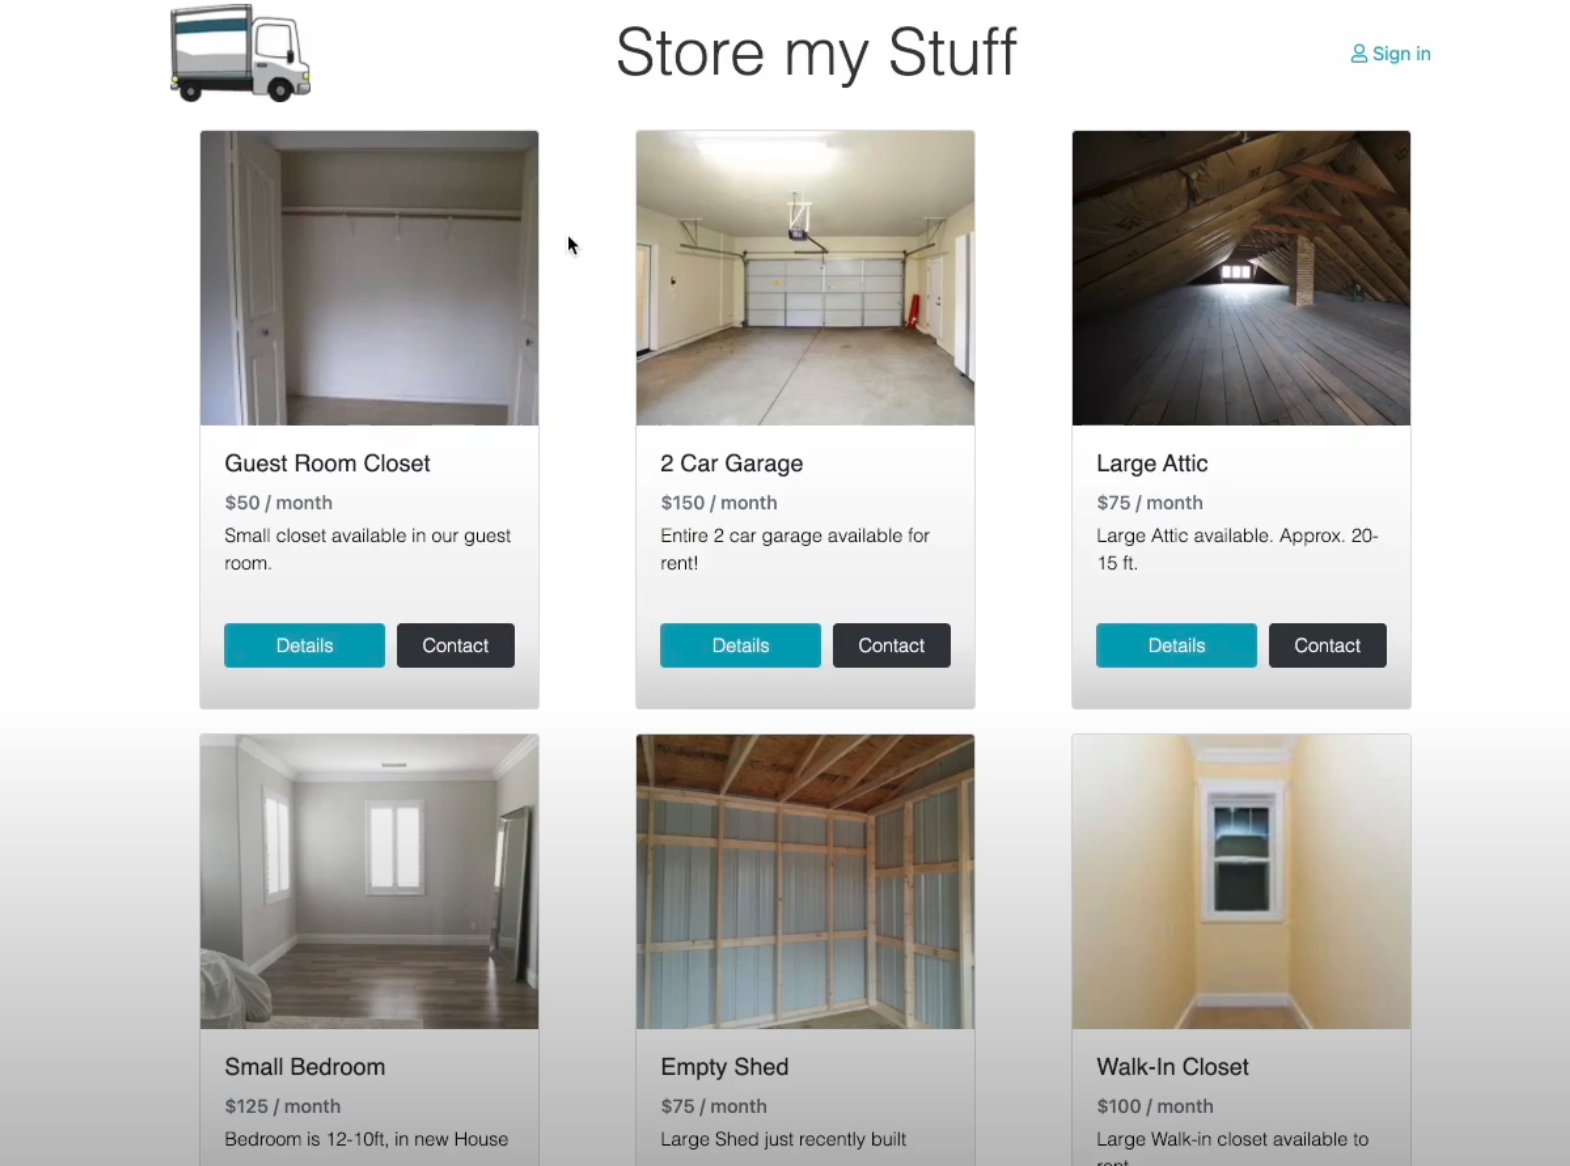 Store my Stuff
Sign in
Guest Room Closet
$50 / month
Small closet available in our guest
room.
Details
Contact
2 Car Garage
$150 / month
Entire 2 car garage available for
rent!
Details
Contact
Large Attic
$75 / month
Large Attic available. Approx. 20-
15 ft.
Details
Contact
Small Bedroom
$125 / month
Bedroom is 12-10ft, in new House
Empty Shed
$75 / month
Large Shed just recently built
Walk-In Closet
$100 / month
Large Walk-in closet available to
rent